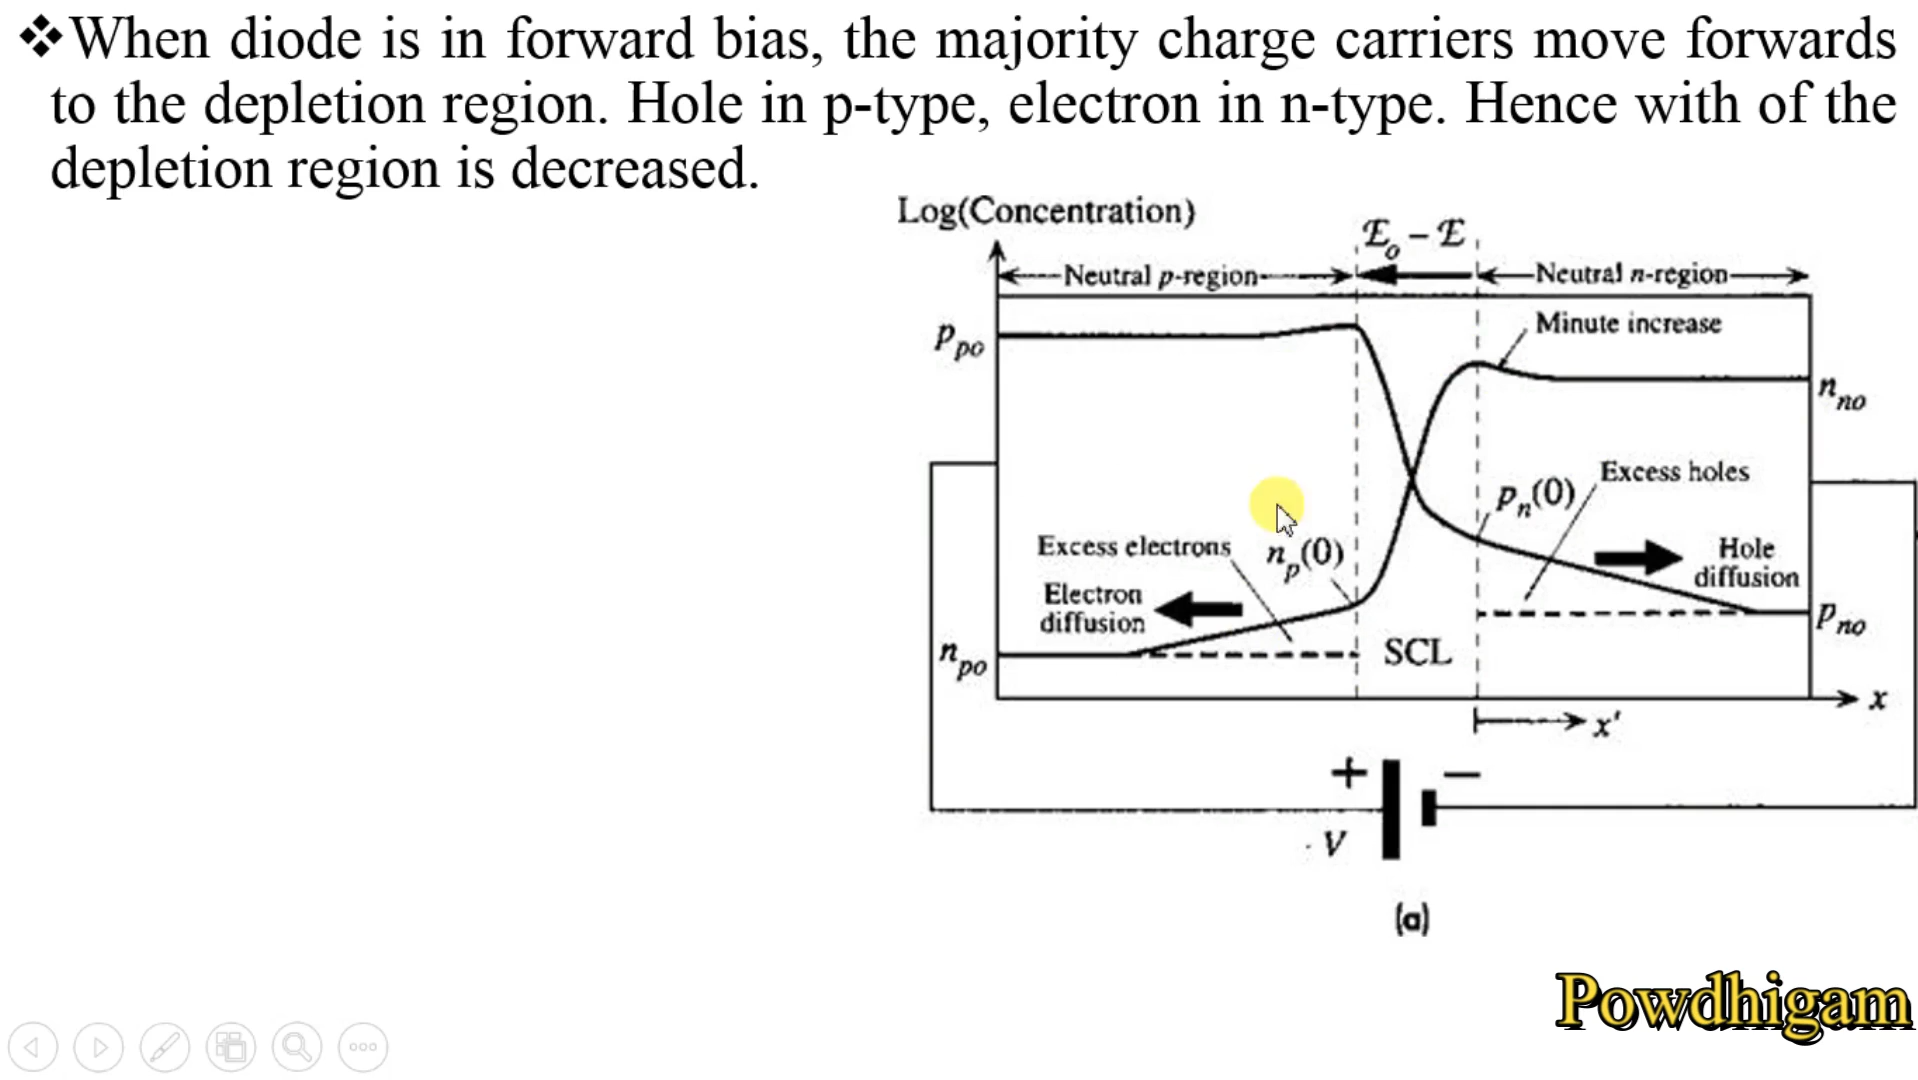 ❖When diode is in forward bias, the majority charge carriers move forwards
to the depletion region. Hole in p-type, electron in n-type. Hence with of the
depletion region is decreased.
Log(Concentration)
ℰo – ℰ
Neutral p-region
Neutral n-region
Minute increase
Ppo
nno
Excess holes
pn(0)
Excess electrons
np(0)
Hole
diffusion
Electron
diffusion
Pno
SCL
npo
x
x'
+
–
V
(a)
Powdhigam